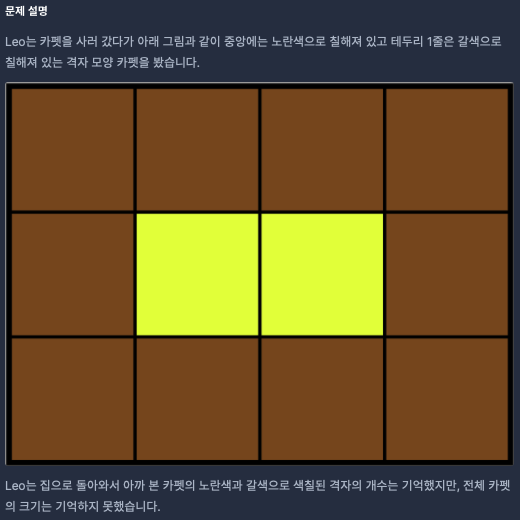 문제 설명
Leo는 카펫을 사러 갔다가 아래 그림과 같이 중앙에는 노란색으로 칠해져 있고 테두리 1줄은 갈색으로
칠해져 있는 격자 모양 카펫을 봤습니다.
Leo는 집으로 돌아와서 아까 본 카펫의 노란색과 갈색으로 색칠된 격자의 개수는 기억했지만, 전체 카펫
의 크기는 기억하지 못했습니다.